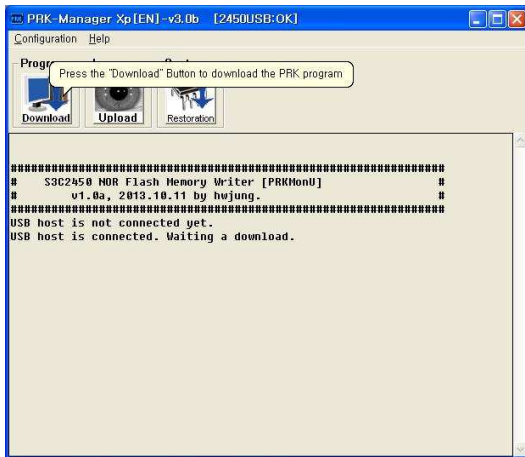 PRK-Manager Xp[EN]-v3.0b [2450USB:OK]
Configuration Help
Press the "Download" Button to download the PRK program
Download Upload Restoration
################################################################
# S3C2450 NOR Flash Memory Writer [PRKMonU] #
# v1.0a, 2013.10.11 by hwjung. #
################################################################
USB host is not connected yet.
USB host is connected. Waiting a download.